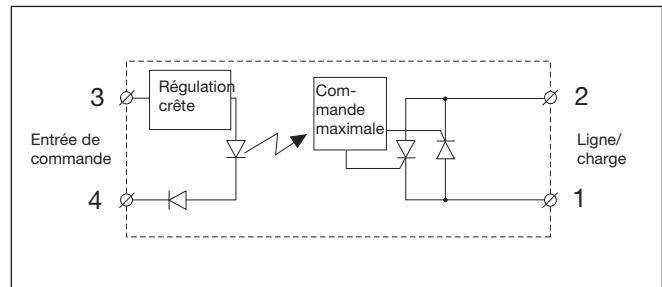 3
Régulation
crête
Com-
mande
maximale
2
Entrée de
commande
Ligne/
charge
4
1